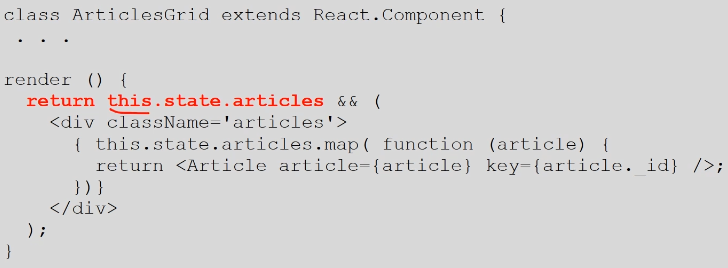 class ArticlesGrid extends React.Component {
. . .
render () {
return this.state.articles && (
<div className='articles'>
{ this.state.articles.map( function (article) {
return <Article article={article} key={article._id} />;
})}
</div>
);
}